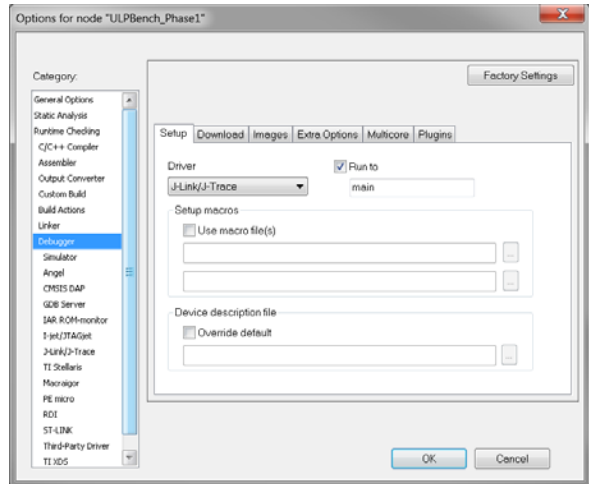 Options for node "ULPBench_Phase1"
Category:
General Options
Static Analysis
Runtime Checking
C/C++ Compiler
Assembler
Output Converter
Custom Build
Build Actions
Linker
Debugger
Simulator
Angel
CMSIS DAP
GDB Server
IAR ROM-monitor
I-jet/JTAGjet
J-Link/J-Trace
TI Stellaris
Macraigor
PE micro
RDI
ST-LINK
Third-Party Driver
TI XDS
Factory Settings
Setup Download Images Extra Options Multicore Plugins
Driver
Run to
J-Link/J-Trace
main
Setup macros
Use macro file(s)
...
...
Device description file
Override default
...
OK Cancel